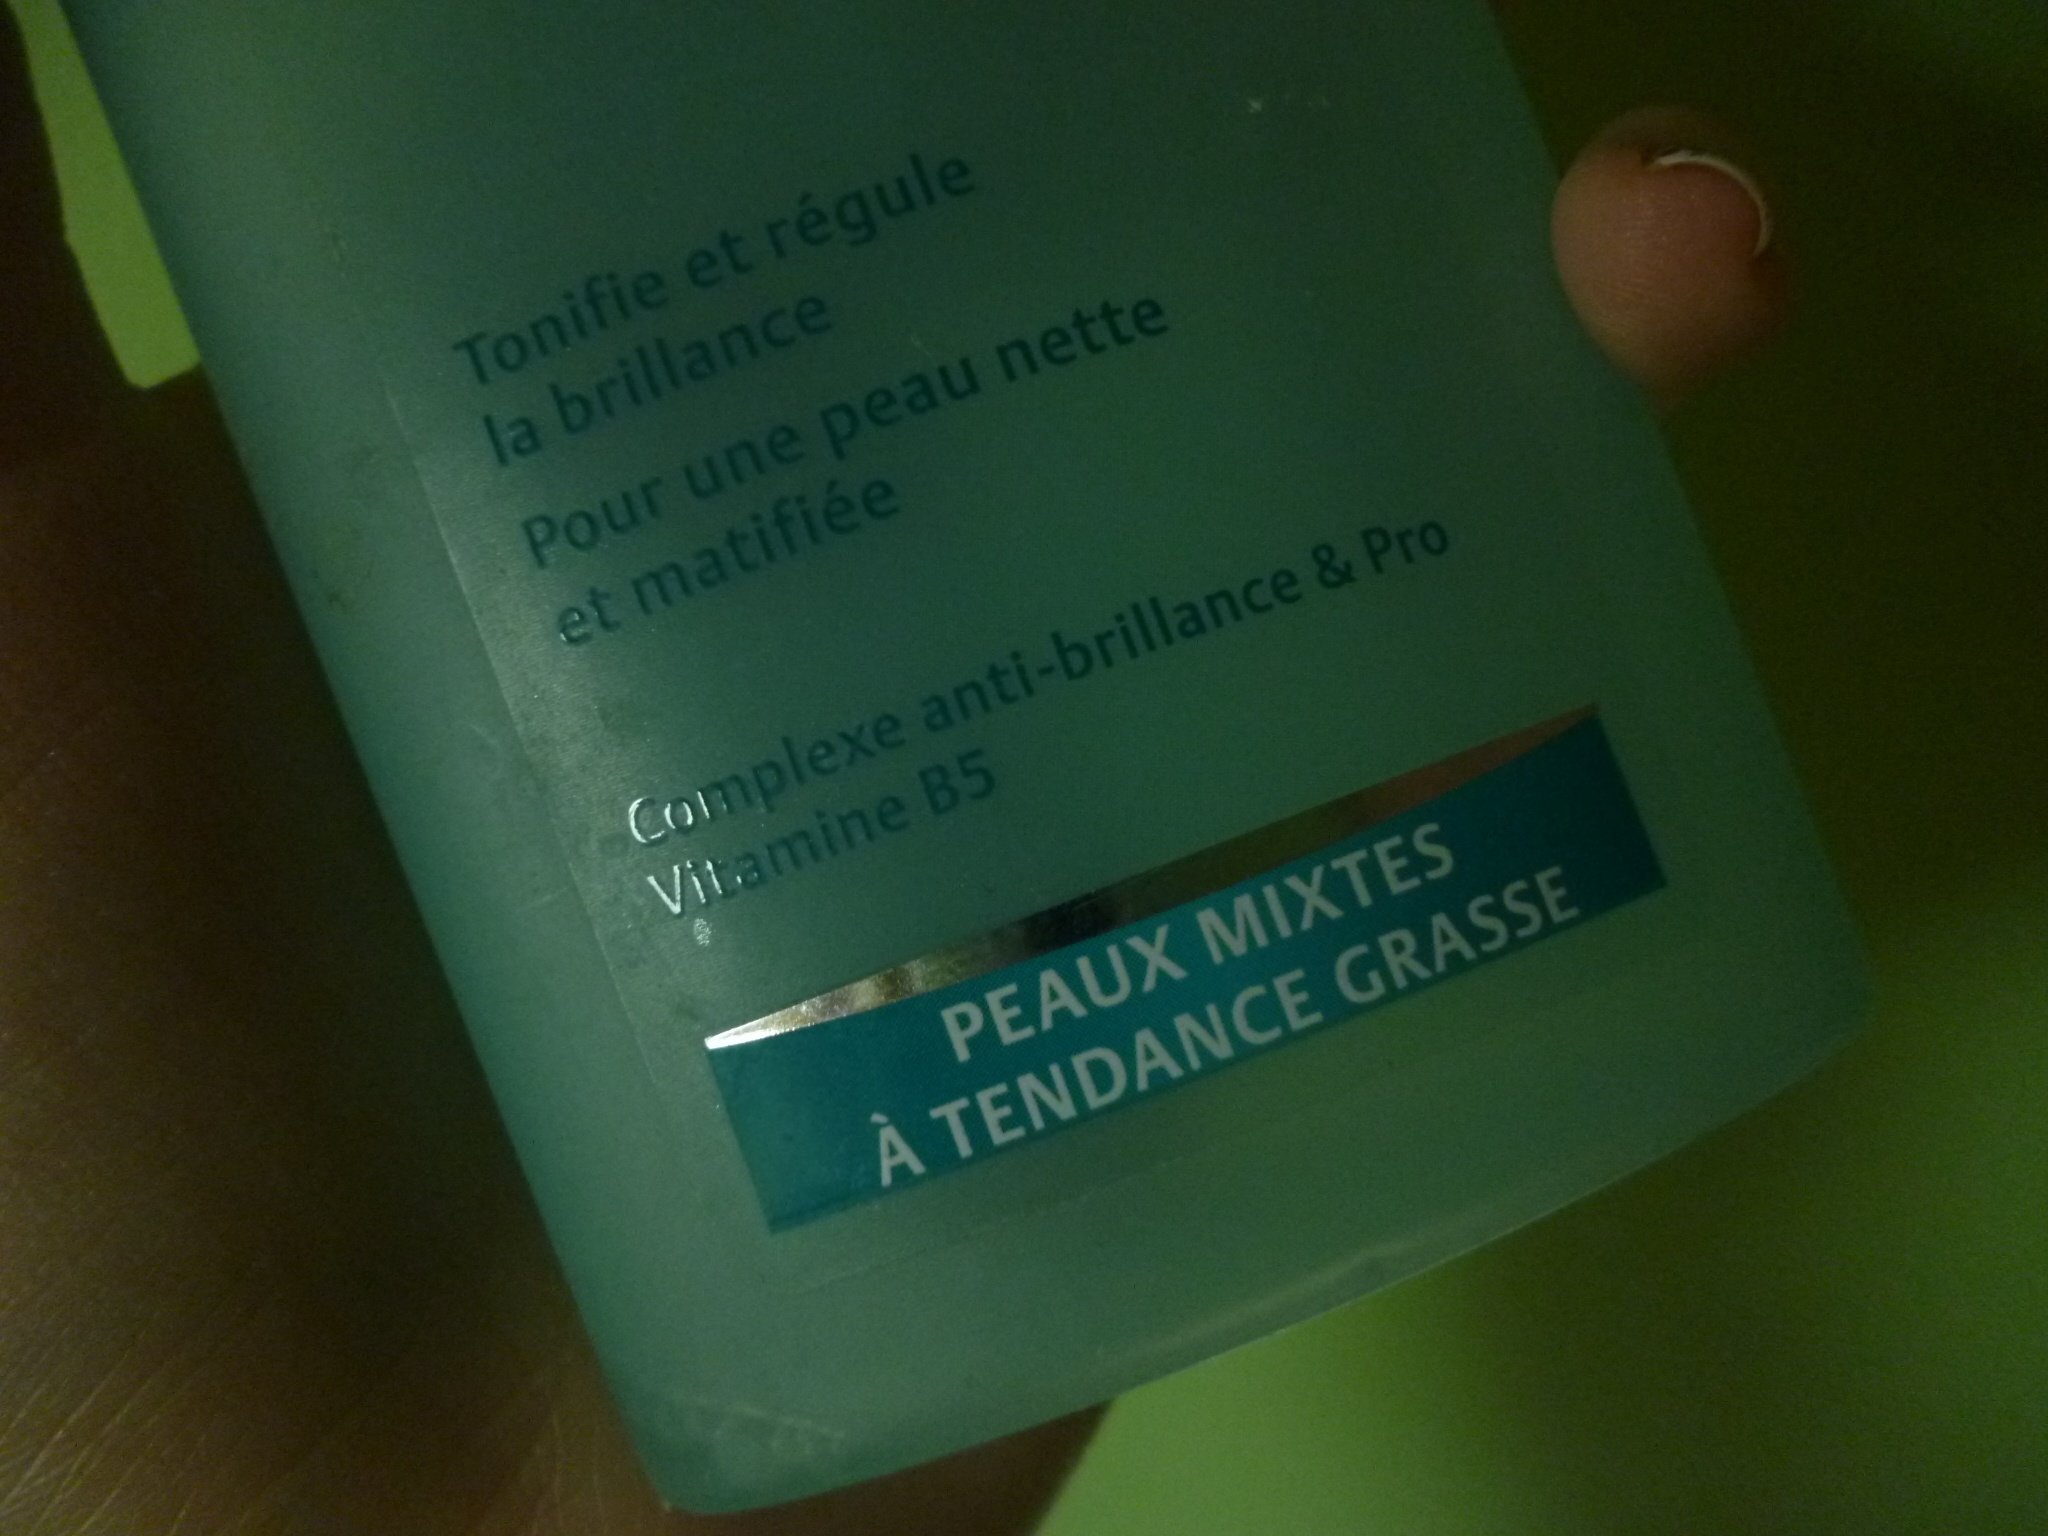 Tonifie et régule
la brillance
Pour une peau nette
et matifiée
Complexe anti-brillance & Pro
Vitamine B5
PEAUX MIXTES
À TENDANCE GRASSE